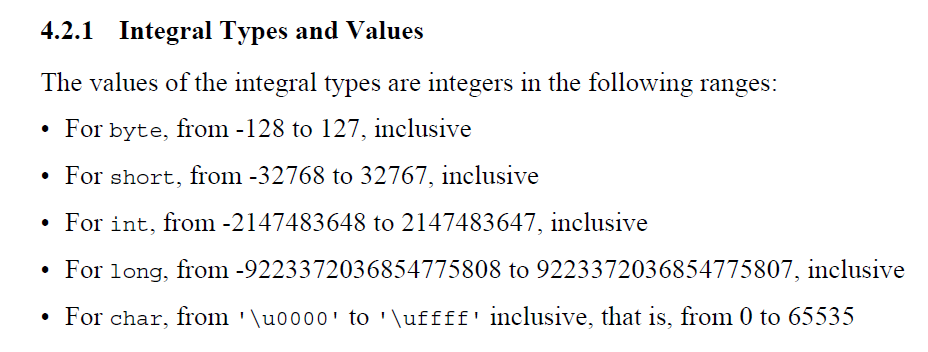 4.2.1 Integral Types and Values
The values of the integral types are integers in the following ranges:
• For byte, from -128 to 127, inclusive
• For short, from -32768 to 32767, inclusive
• For int, from -2147483648 to 2147483647, inclusive
• For long, from -9223372036854775808 to 9223372036854775807, inclusive
• For char, from '\u0000' to '\uffff' inclusive, that is, from 0 to 65535